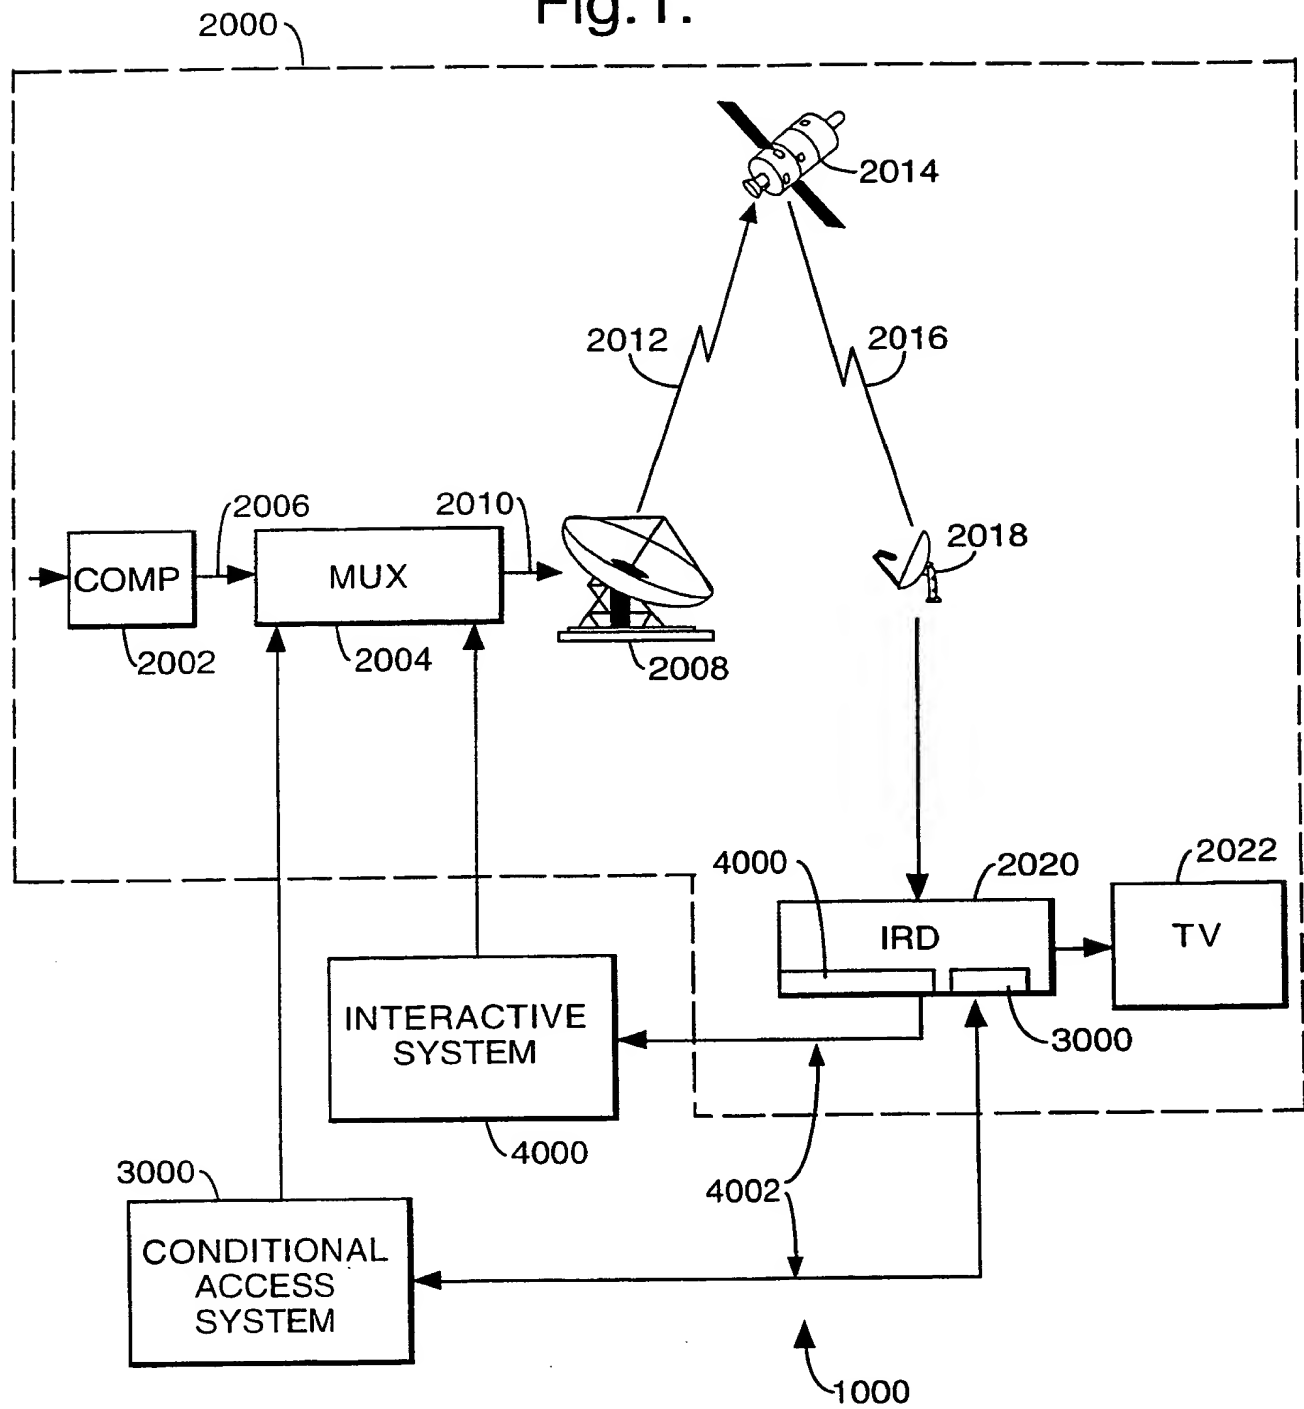 Fig.1.
2000
2014
2012
2016
2006
2010
2018
COMP
MUX
2002
2004
2008
4000
2020
2022
IRD
TV
INTERACTIVE
SYSTEM
3000
4000
3000
4002
CONDITIONAL
ACCESS
SYSTEM
1000